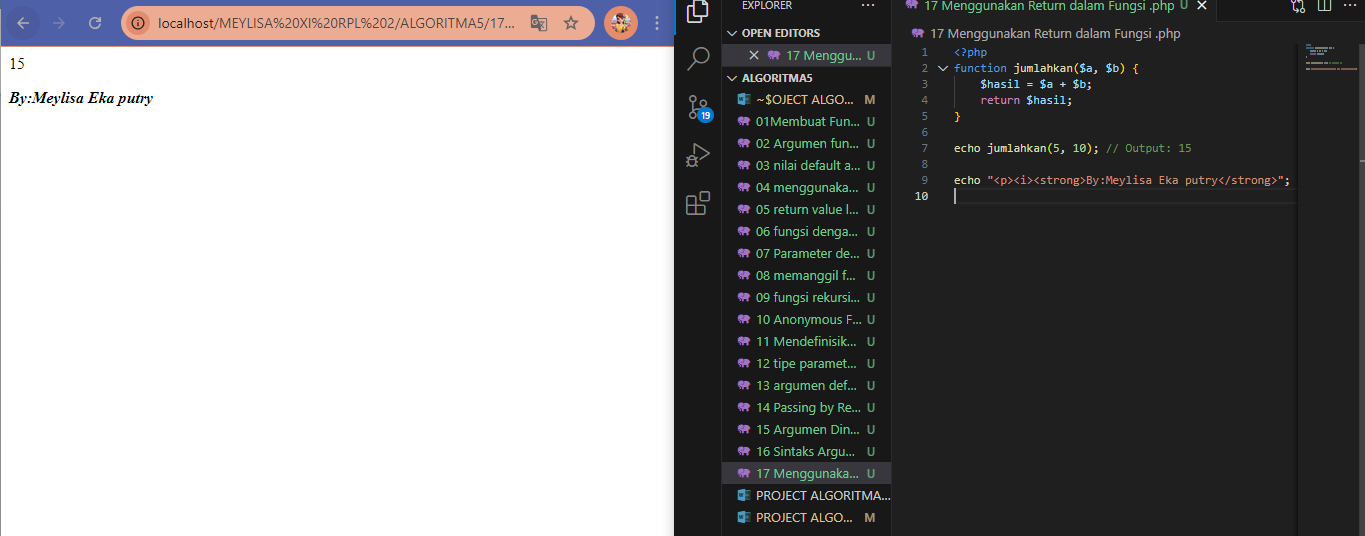 localhost/MEYLISA%20XI%20RPL%202/ALGORITMA5/17...
15
By:Meylisa Eka putry
EXPLORER
OPEN EDITORS
17 Menggu... U
ALGORITMA5
~$OJECT ALGO... M
01Membuat Fun... U
02 Argumen fun... U
03 nilai default a... U
04 menggunaka... U
05 return value l... U
06 fungsi denga... U
07 Parameter de... U
08 memanggil f... U
09 fungsi rekursi... U
10 Anonymous F... U
11 Mendefinisik... U
12 tipe paramet... U
13 argumen def... U
14 Passing by Re... U
15 Argumen Din... U
16 Sintaks Argu... U
17 Menggunaka... U
PROJECT ALGORITMA...
PROJECT ALGO... M
19
17 Menggunakan Return dalam Fungsi .php U
17 Menggunakan Return dalam Fungsi .php
1 <?php
2 function jumlahkan($a, $b) {
3 $hasil = $a + $b;
4 return $hasil;
5 }
6
7 echo jumlahkan(5, 10); // Output: 15
8
9 echo "<p><i><strong>By:Meylisa Eka putry</strong>";
10